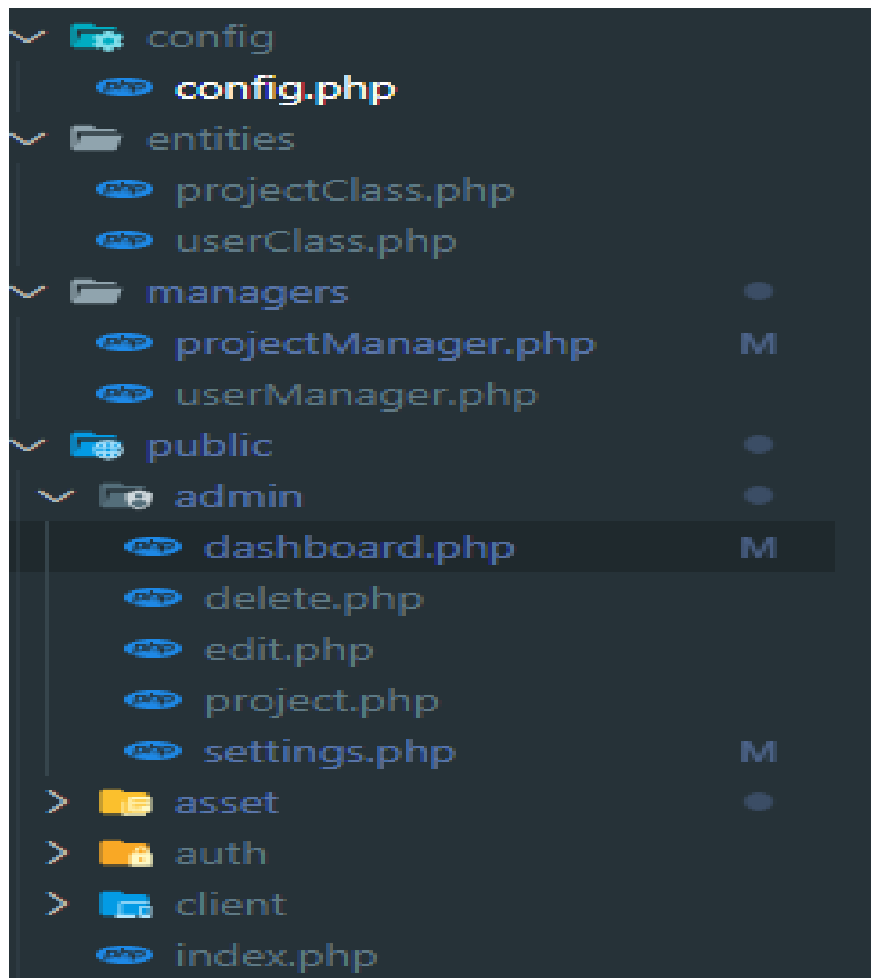 config
config.php
entities
projectClass.php
userClass.php
managers
projectManager.php M
userManager.php
public
admin
dashboard.php M
delete.php
edit.php
project.php
settings.php M
asset
auth
client
index.php